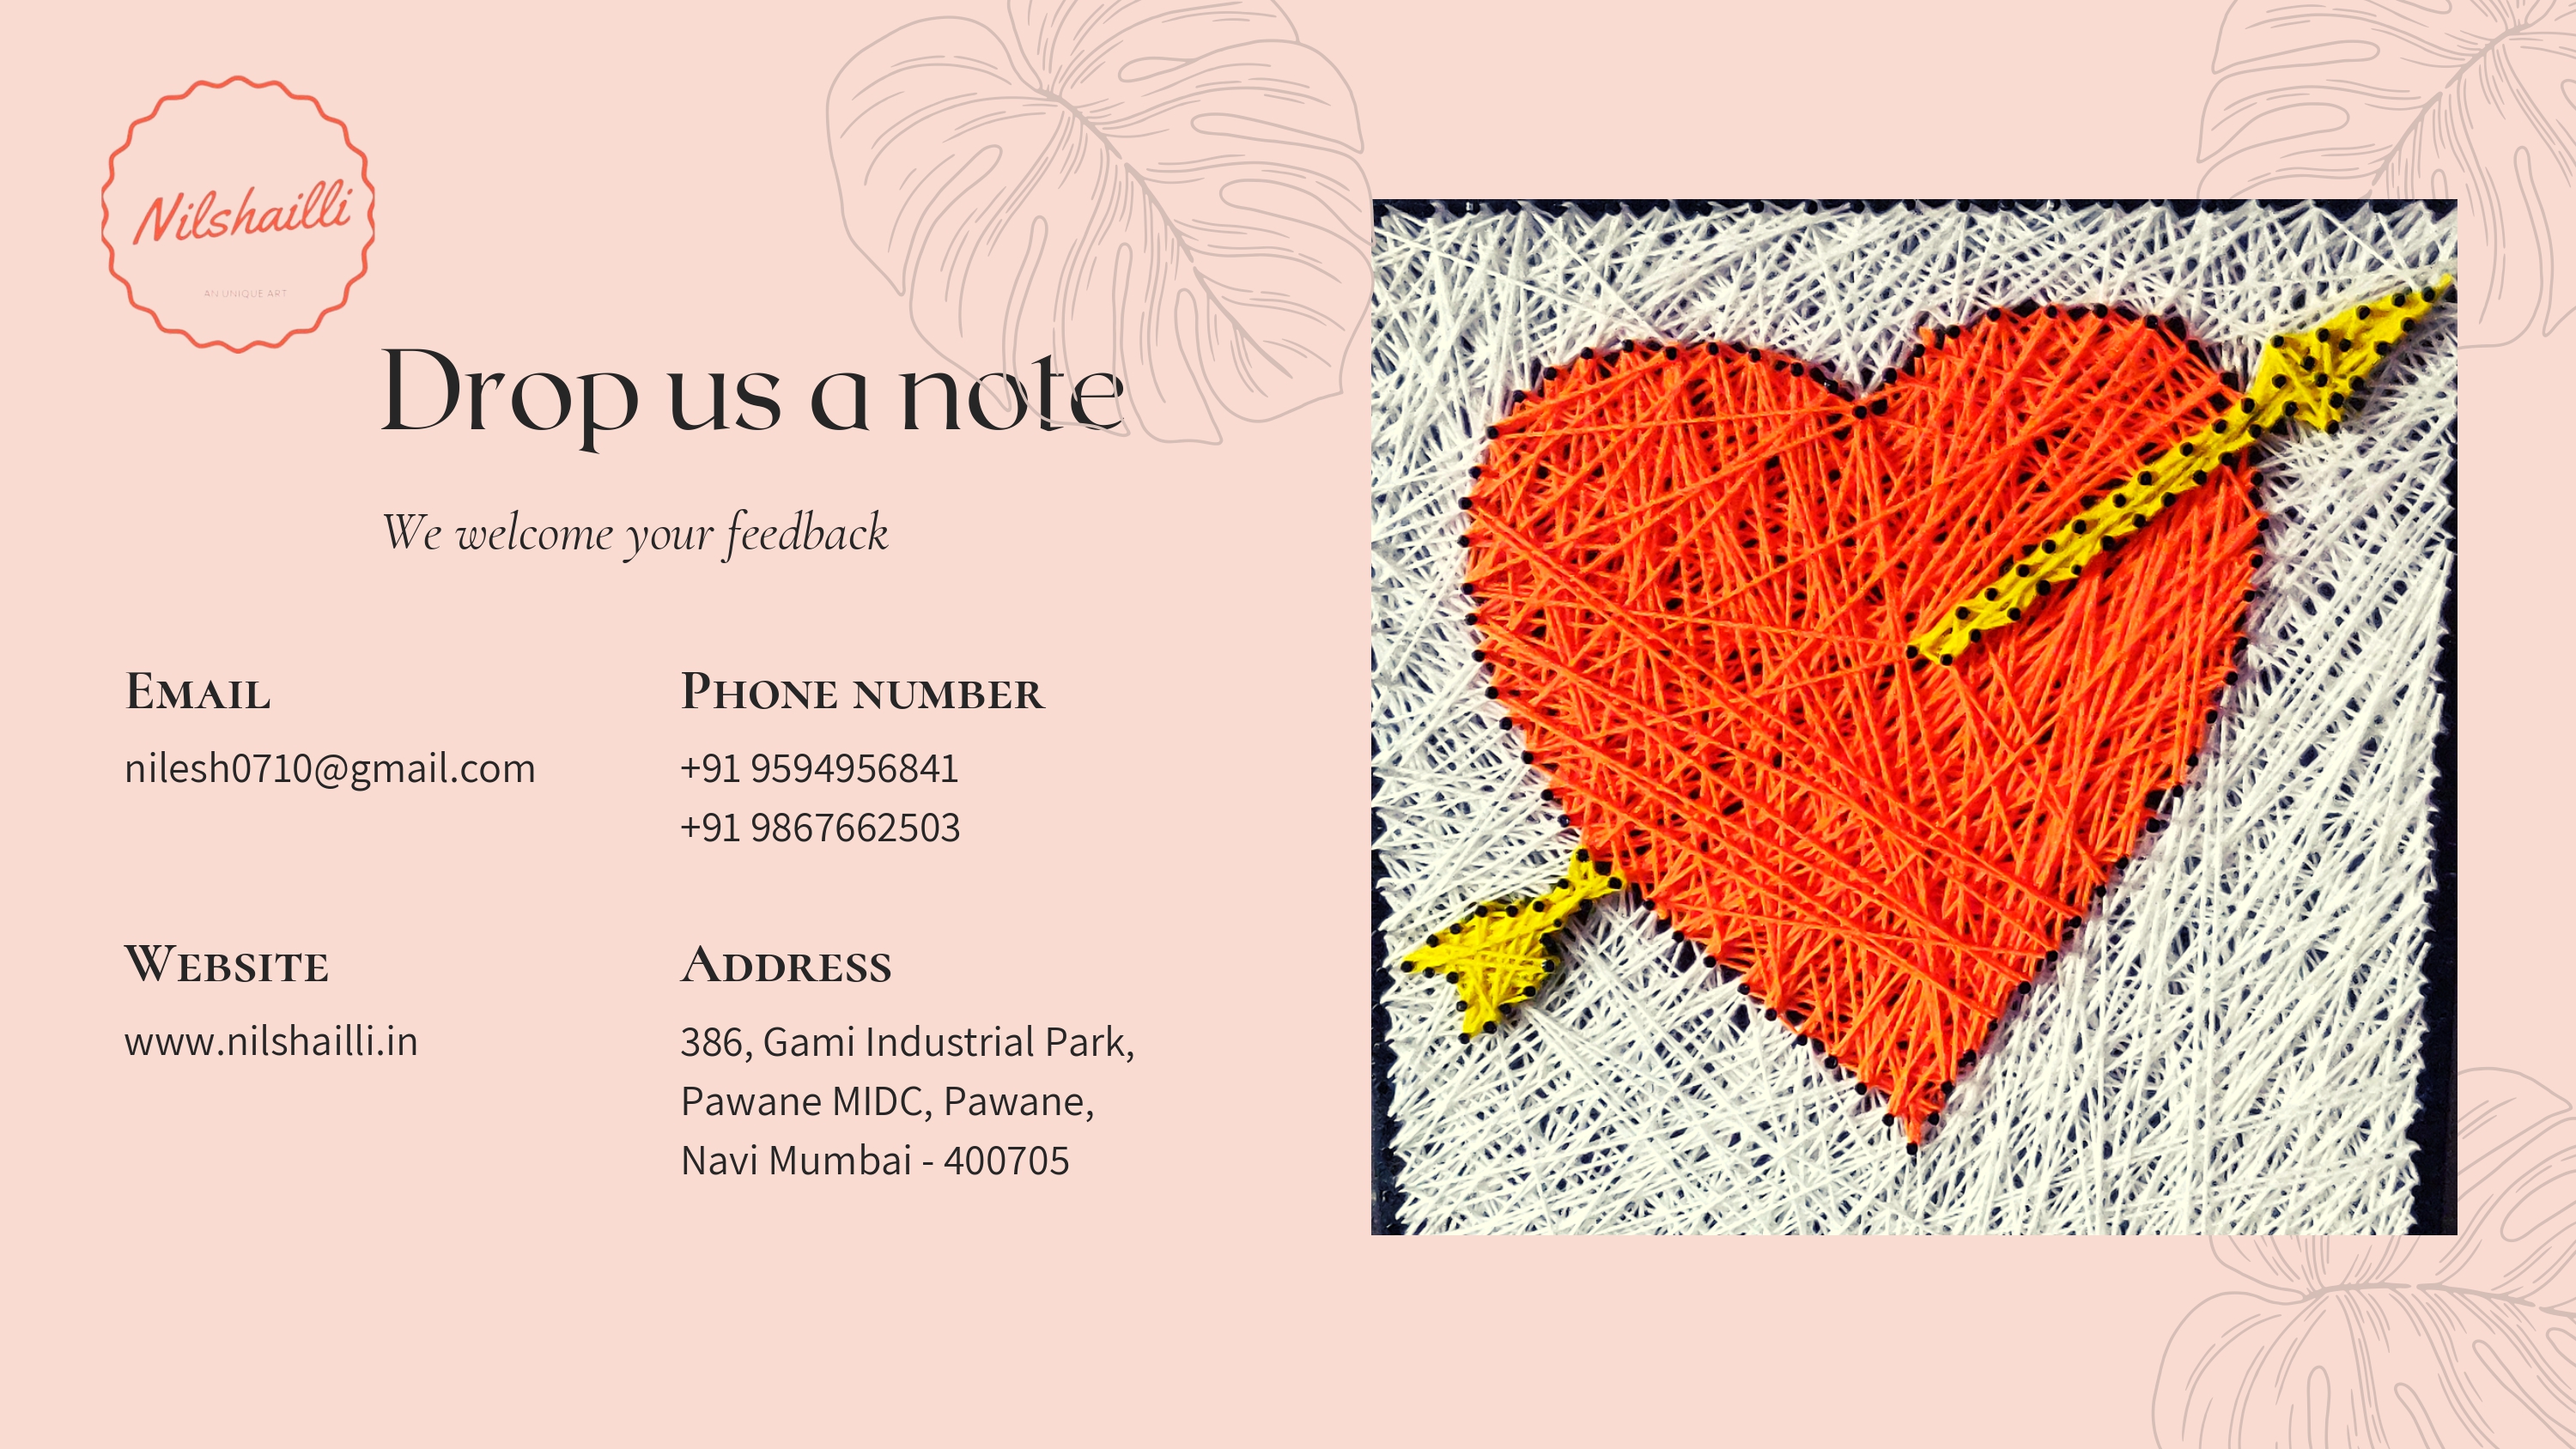 Nilshailli
AN UNIQUE ART
Drop us a note
We welcome your feedback
Email
nilesh0710@gmail.com
Phone number
+91 9594956841
+91 9867662503
Website
www.nilshailli.in
Address
386, Gami Industrial Park,
Pawane MIDC, Pawane,
Navi Mumbai - 400705